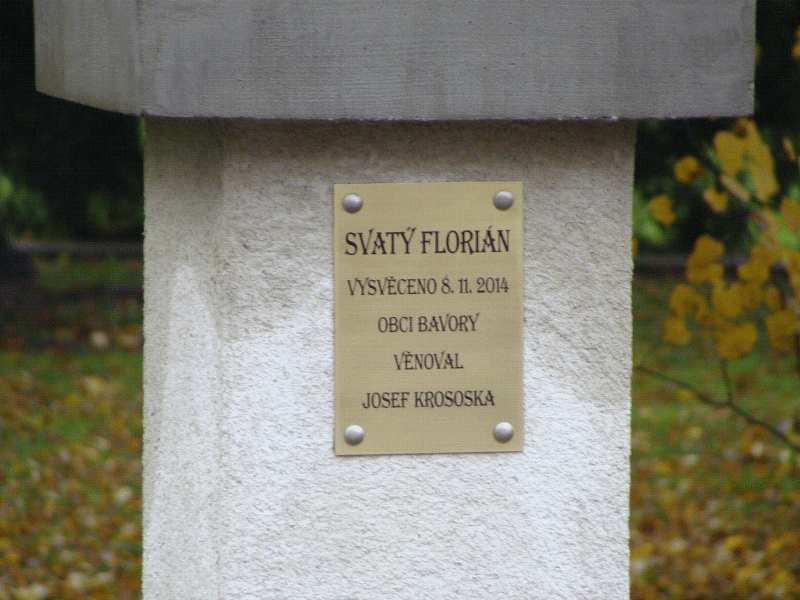 SVATÝ FLORIÁN
VYSVĚCENO 8. 11. 2014
OBCI BAVORY
VĚNOVAL
JOSEF KROSOSKA